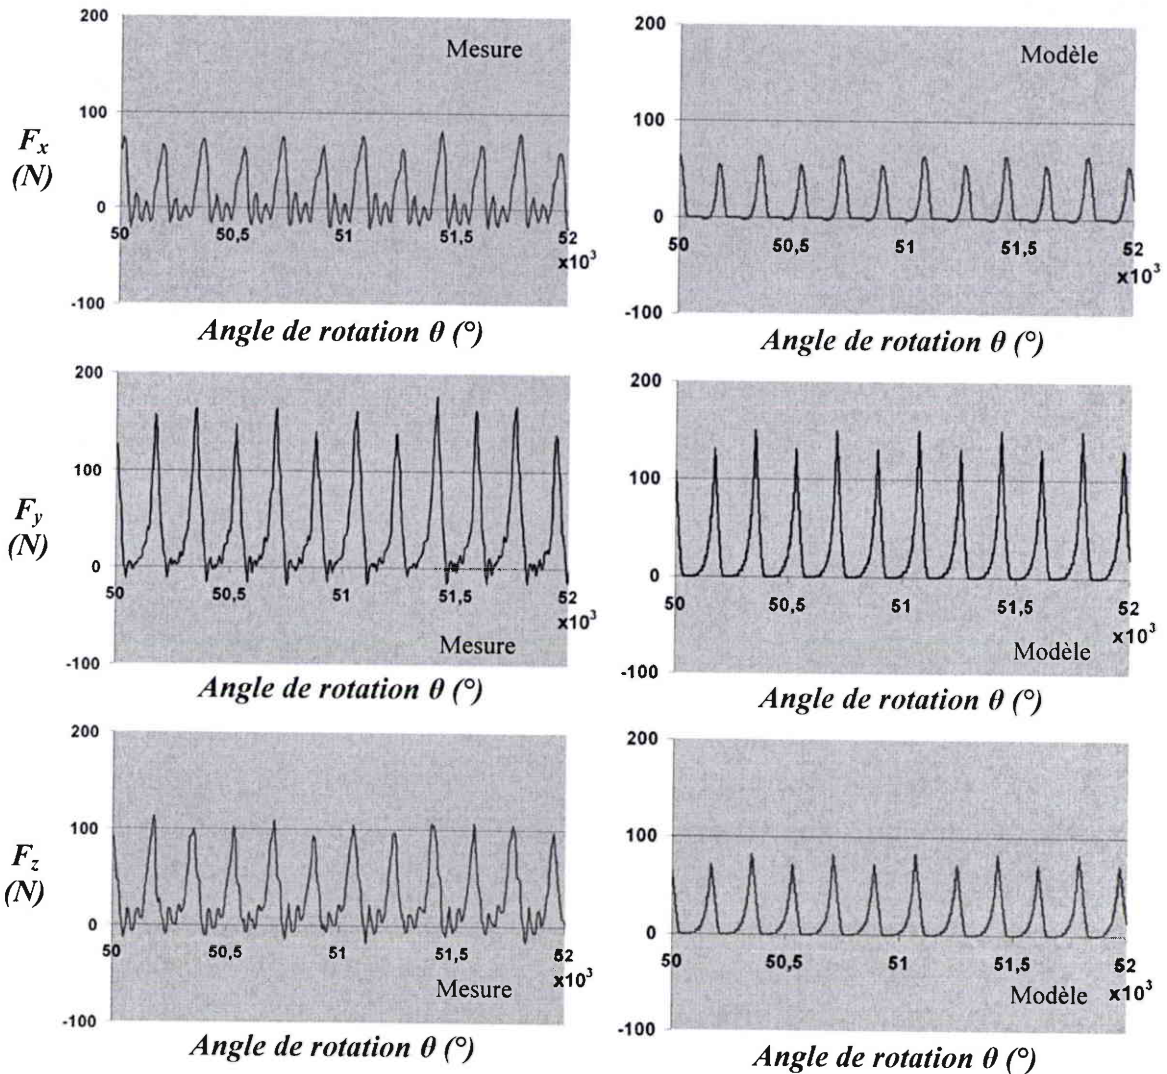 200
Mesure
100
F_x
(N)
0
50 50,5 51 51,5 52
x10³
-100
Angle de rotation θ (°)
200
Modèle
100
0
50 50,5 51 51,5 52
x10³
-100
Angle de rotation θ (°)
200
100
F_y
(N)
0
50 50,5 51 51,5 52
x10³
Mesure
-100
Angle de rotation θ (°)
200
100
0
50 50,5 51 51,5 52
x10³
Modèle
-100
Angle de rotation θ (°)
200
100
F_z
(N)
0
50 50,5 51 51,5 52
x10³
Mesure
-100
Angle de rotation θ (°)
200
100
0
50 50,5 51 51,5 52
Modèle x10³
-100
Angle de rotation θ (°)